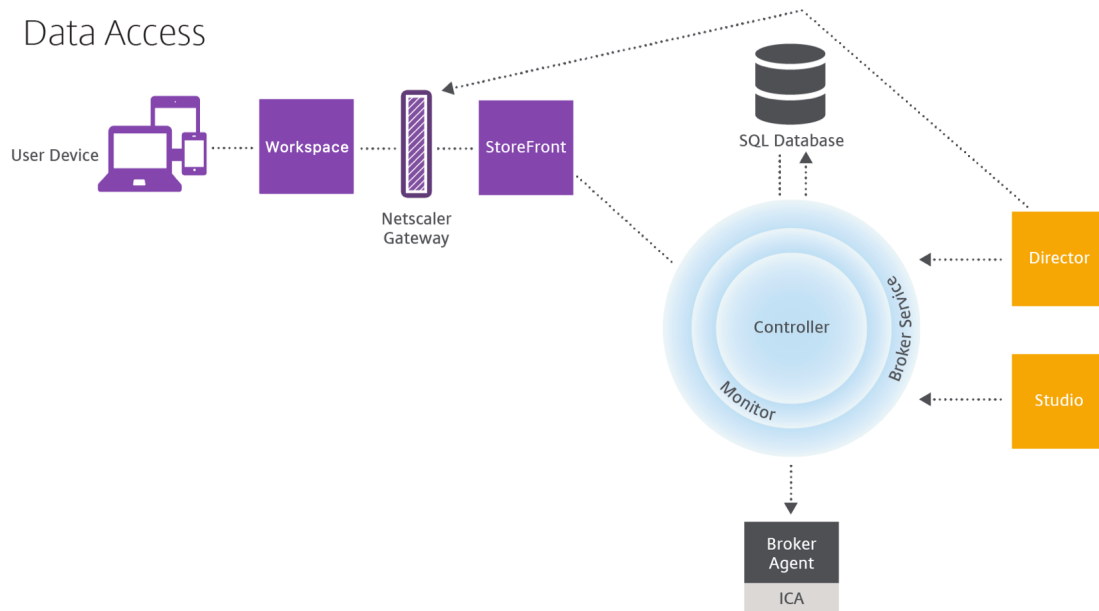 Data Access
User Device
Workspace
Netscaler
Gateway
StoreFront
SQL Database
Controller
Monitor
Broker Service
Director
Studio
Broker
Agent
ICA